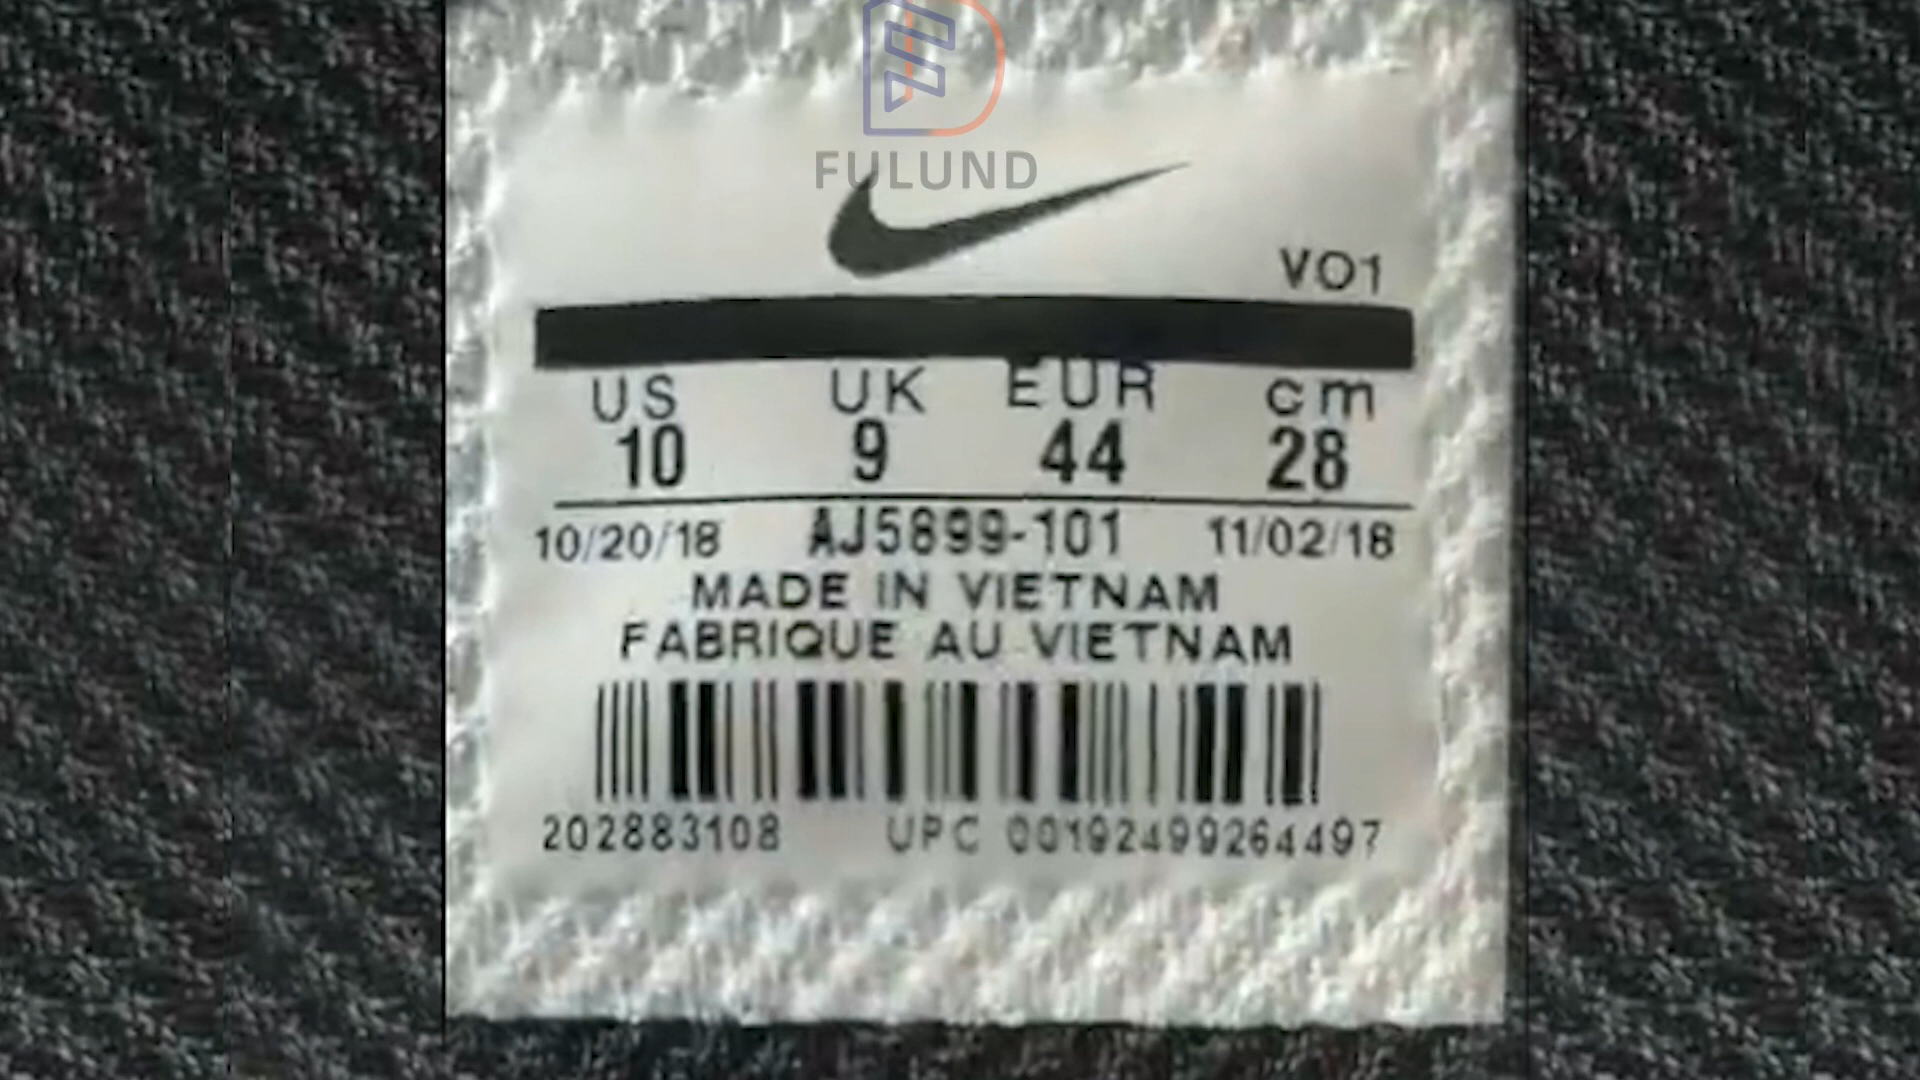 FULUND
VO1
US UK EUR cm
10 9 44 28
10/20/18 AJ5899-101 11/02/18
MADE IN VIETNAM
FABRIQUE AU VIETNAM
202883108 UPC 00192499264497